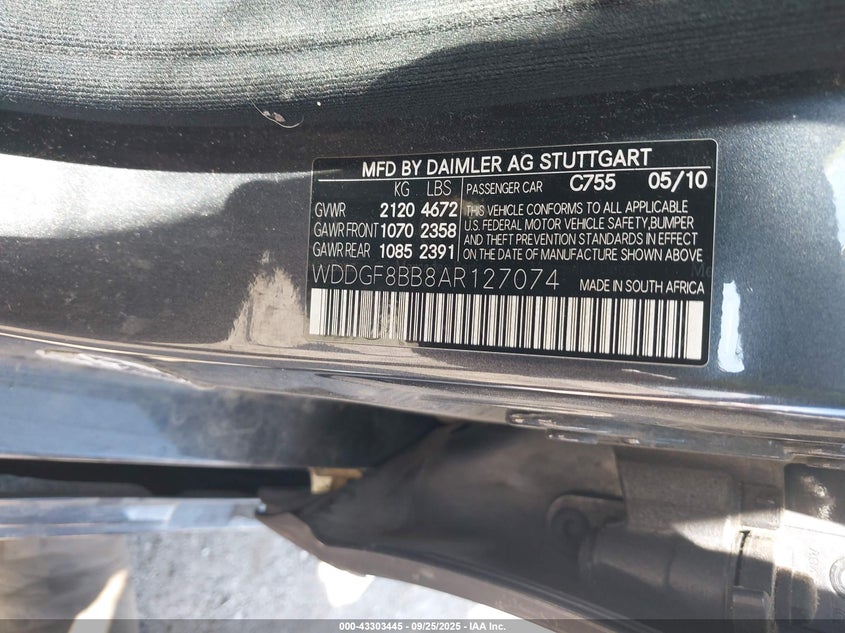 MFD BY DAIMLER AG STUTTGART
KG LBS PASSENGER CAR C755 05/10
GVWR 2120 4672 THIS VEHICLE CONFORMS TO ALL APPLICABLE
GAWR FRONT 1070 2358 U.S. FEDERAL MOTOR VEHICLE SAFETY,BUMPER
GAWR REAR 1085 2391 AND THEFT PREVENTION STANDARDS IN EFFECT
ON THE DATE OF MANUFACTURE SHOWN ABOVE
WDDGF8BB8AR127074 MADE IN SOUTH AFRICA
000-43303445 - 09/25/2025 - IAA Inc.